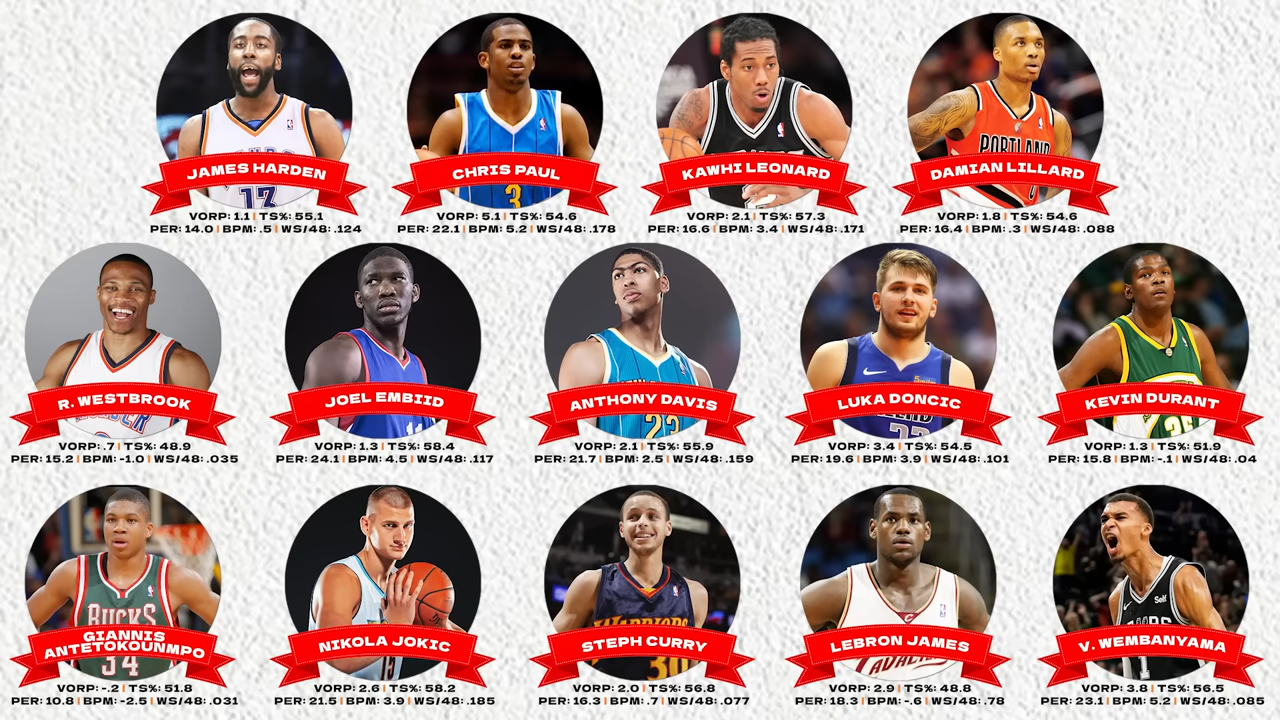 JAMES HARDEN
VORP: 1.1 | TS%: 55.1
PER: 14.0 | BPM: .5 | WS/48: .124
CHRIS PAUL
3
VORP: 5.1 | TS%: 54.6
PER: 22.1 | BPM: 5.2 | WS/48: .178
KAWHI LEONARD
VORP: 2.1 | TS%: 57.3
PER: 16.6 | BPM: 3.4 | WS/48: .171
PORTLAND
DAMIAN LILLARD
VORP: 1.8 | TS%: 54.6
PER: 16.4 | BPM: .3 | WS/48: .088
R. WESTBROOK
VORP: .7 | TS%: 48.9
PER: 15.2 | BPM: -1.0 | WS/48: .035
JOEL EMBIID
VORP: 1.3 | TS%: 58.4
PER: 24.1 | BPM: 4.5 | WS/48: .117
ANTHONY DAVIS
23
VORP: 2.1 | TS%: 55.9
PER: 21.7 | BPM: 2.5 | WS/48: .159
LUKA DONCIC
VORP: 3.4 | TS%: 54.5
PER: 19.6 | BPM: 3.9 | WS/48: .101
KEVIN DURANT
35
VORP: 1.3 | TS%: 51.9
PER: 15.8 | BPM: -.1 | WS/48: .04
BUCKS
GIANNIS
ANTETOKOUNMPO
34
VORP: -.2 | TS%: 51.8
PER: 10.8 | BPM: -2.5 | WS/48: .031
NIKOLA JOKIC
VORP: 2.6 | TS%: 58.2
PER: 21.5 | BPM: 3.9 | WS/48: .185
WARRIORS
STEPH CURRY
30
VORP: 2.0 | TS%: 56.8
PER: 16.3 | BPM: .7 | WS/48: .077
LEBRON JAMES
VORP: 2.9 | TS%: 48.8
PER: 18.3 | BPM: -.6 | WS/48: .78
Self
V. WEMBANYAMA
VORP: 3.8 | TS%: 56.5
PER: 23.1 | BPM: 5.2 | WS/48: .085